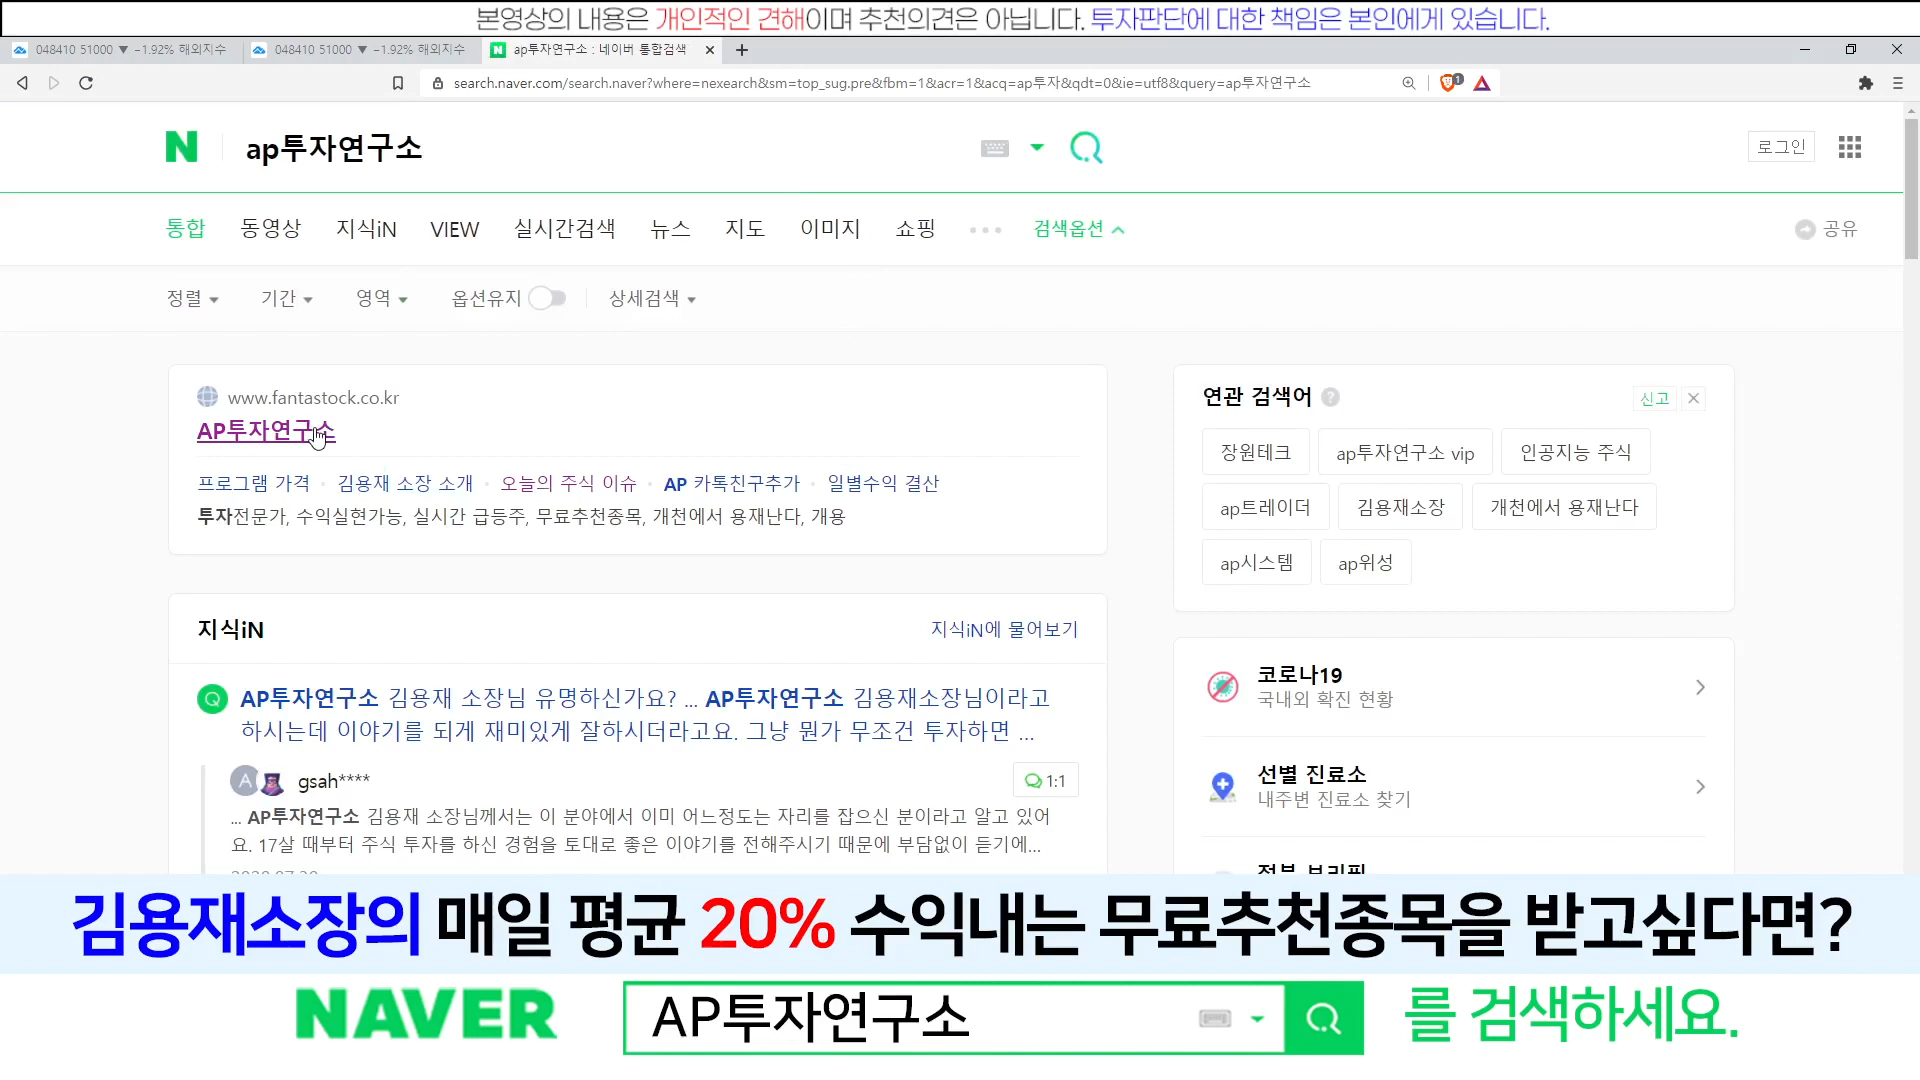 본영상의 내용은 개인적인 견해이며 추천의견은 아닙니다. 투자판단에 대한 책임은 본인에게 있습니다.
048410 51000 ▼ -1.92% 해외지수
048410 51000 ▼ -1.92% 해외지수
ap투자연구소 : 네이버 통합검색
search.naver.com/search.naver?where=nexearch&sm=top_sug.pre&fbm=1&acr=1&acq=ap투자&qdt=0&ie=utf8&query=ap투자연구소
1
N ap투자연구소
로그인
통합 동영상 지식iN VIEW 실시간검색 뉴스 지도 이미지 쇼핑 검색옵션
공유
정렬 기간 영역 옵션유지 상세검색
www.fantastock.co.kr
AP투자연구소
프로그램 가격 · 김용재 소장 소개 · 오늘의 주식 이슈 · AP 카톡친구추가 · 일별수익 결산
투자전문가, 수익실현가능, 실시간 급등주, 무료추천종목, 개천에서 용재난다, 개용
연관 검색어 ?
신고
장원테크 ap투자연구소 vip 인공지능 주식
ap트레이더 김용재소장 개천에서 용재난다
ap시스템 ap위성
지식iN
지식iN에 물어보기
Q AP투자연구소 김용재 소장님 유명하신가요? ... AP투자연구소 김용재소장님이라고
하시는데 이야기를 되게 재미있게 잘하시더라고요. 그냥 뭔가 무조건 투자하면 ...
A gsah****
1:1
... AP투자연구소 김용재 소장님께서는 이 분야에서 이미 어느정도는 자리를 잡으신 분이라고 알고 있어
요. 17살 때부터 주식 투자를 하신 경험을 토대로 좋은 이야기를 전해주시기 때문에 부담없이 듣기에...
코로나19
국내외 확진 현황
선별 진료소
내주변 진료소 찾기
김용재소장의 매일 평균 20% 수익내는 무료추천종목을 받고싶다면?
NAVER AP투자연구소 를 검색하세요.